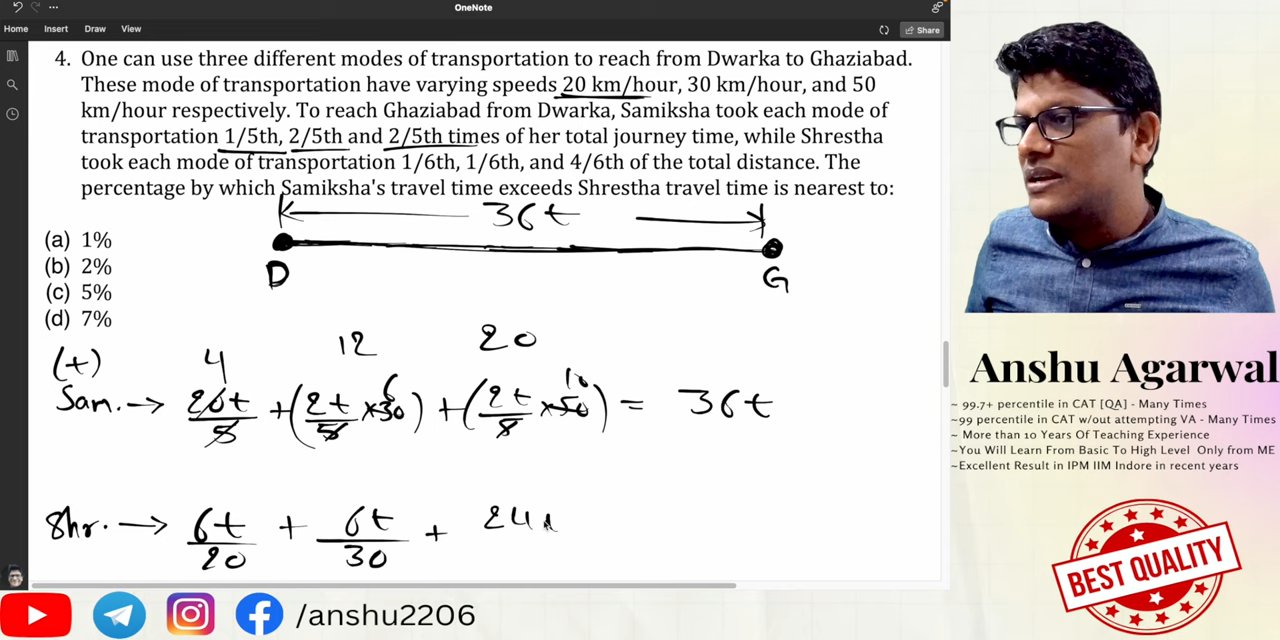 OneNote
Home Insert Draw View Share
4. One can use three different modes of transportation to reach from Dwarka to Ghaziabad.
These mode of transportation have varying speeds 20 km/hour, 30 km/hour, and 50
km/hour respectively. To reach Ghaziabad from Dwarka, Samiksha took each mode of
transportation 1/5th, 2/5th and 2/5th times of her total journey time, while Shrestha
took each mode of transportation 1/6th, 1/6th, and 4/6th of the total distance. The
percentage by which Samiksha's travel time exceeds Shrestha travel time is nearest to:
36t
(a) 1%
(b) 2%
(c) 5%
(d) 7%
D G
4 12 20
(t)
Sam. → 20t/5 + (2t/5 × 30) 6 + (2t/5 × 50) 10 = 36t
Shr. → 6t/20 + 6t/30 + 24
Anshu Agarwal
~ 99.7+ percentile in CAT [QA] - Many Times
~99 percentile in CAT w/out attempting VA - Many Times
~ More than 10 Years Of Teaching Experience
~You Will Learn From Basic To High Level Only from ME
~Excellent Result in IPM IIM Indore in recent years
QUALITY
BEST QUALITY
QUALITY
/anshu2206